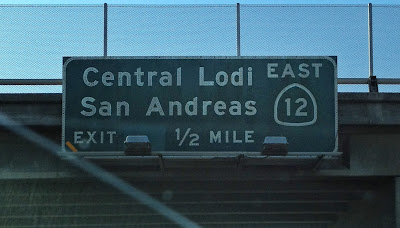 Central Lodi EAST
San Andreas 12
EXIT 1/2 MILE